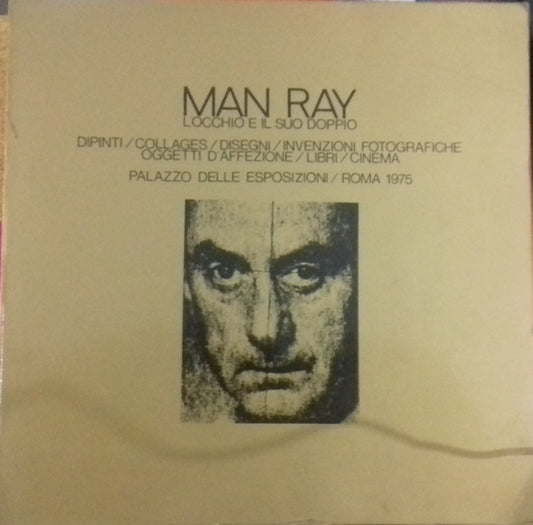 MAN RAY
L'OCCHIO E IL SUO DOPPIO
DIPINTI/COLLAGES/DISEGNI/INVENZIONI FOTOGRAFICHE
OGGETTI D'AFFEZIONE/LIBRI/CINEMA
PALAZZO DELLE ESPOSIZIONI/ROMA 1975